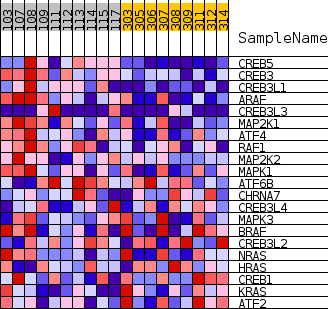 107 108 109 111 112 113 114 115 117 303 305 306 307 308 309 311 312 314
SampleName
CREB5
CREB3
CREB3L1
ARAF
CREB3L3
MAP2K1
ATF4
RAF1
MAP2K2
MAPK1
ATF6B
CHRNA7
CREB3L4
MAPK3
BRAF
CREB3L2
NRAS
HRAS
CREB1
KRAS
ATF2